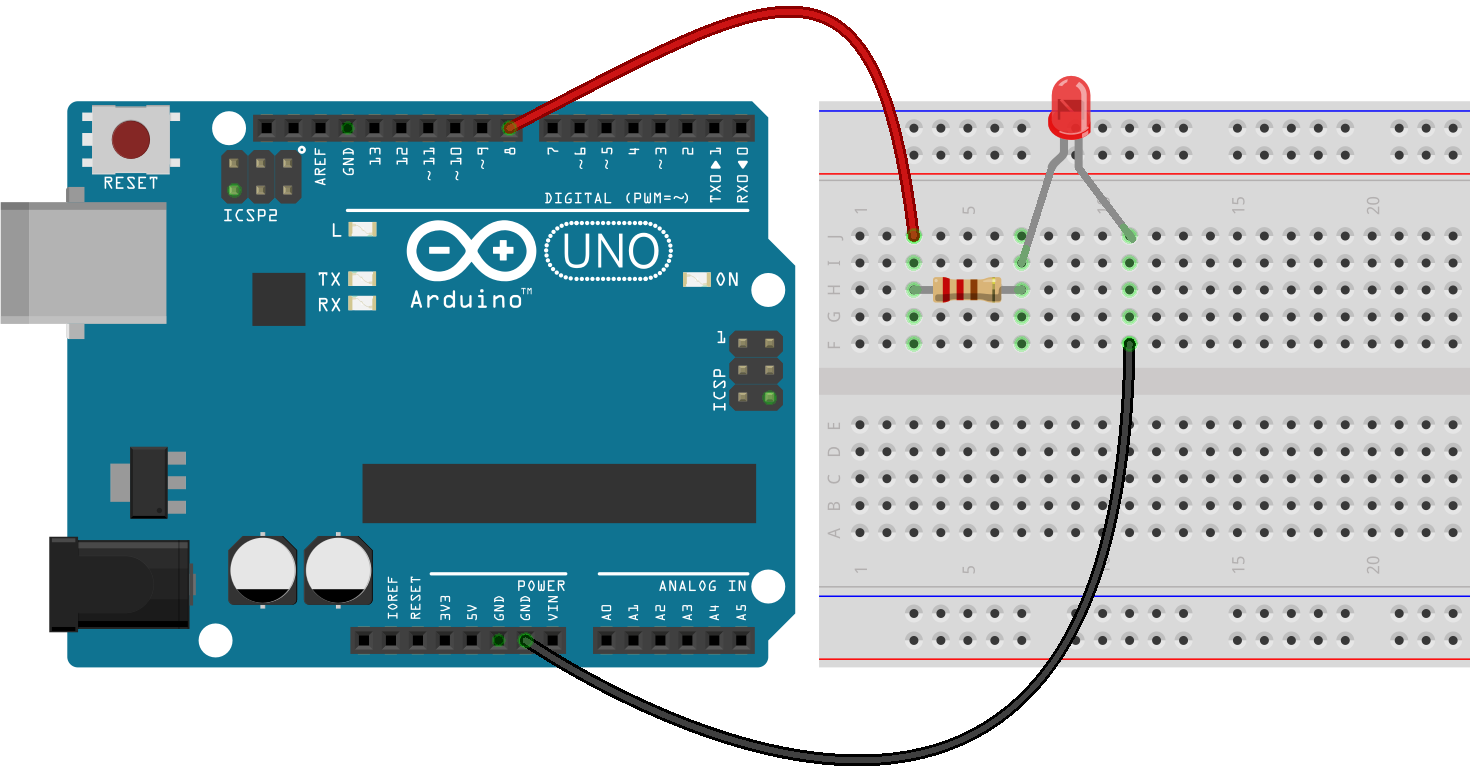 RESET
ICSP2
AREF
GND
13
12
~11
~10
~9
8
7
~6
~5
4
~3
2
TX0▶1
RX0◀0
DIGITAL (PWM=~)
L
TX
RX
UNO
Arduino™
ON
1
ICSP
IOREF
RESET
3V3
5V
GND
GND
VIN
POWER
ANALOG IN
A0
A1
A2
A3
A4
A5
1
5
15
20
J
I
H
G
F
E
D
C
B
A
1
5
15
20